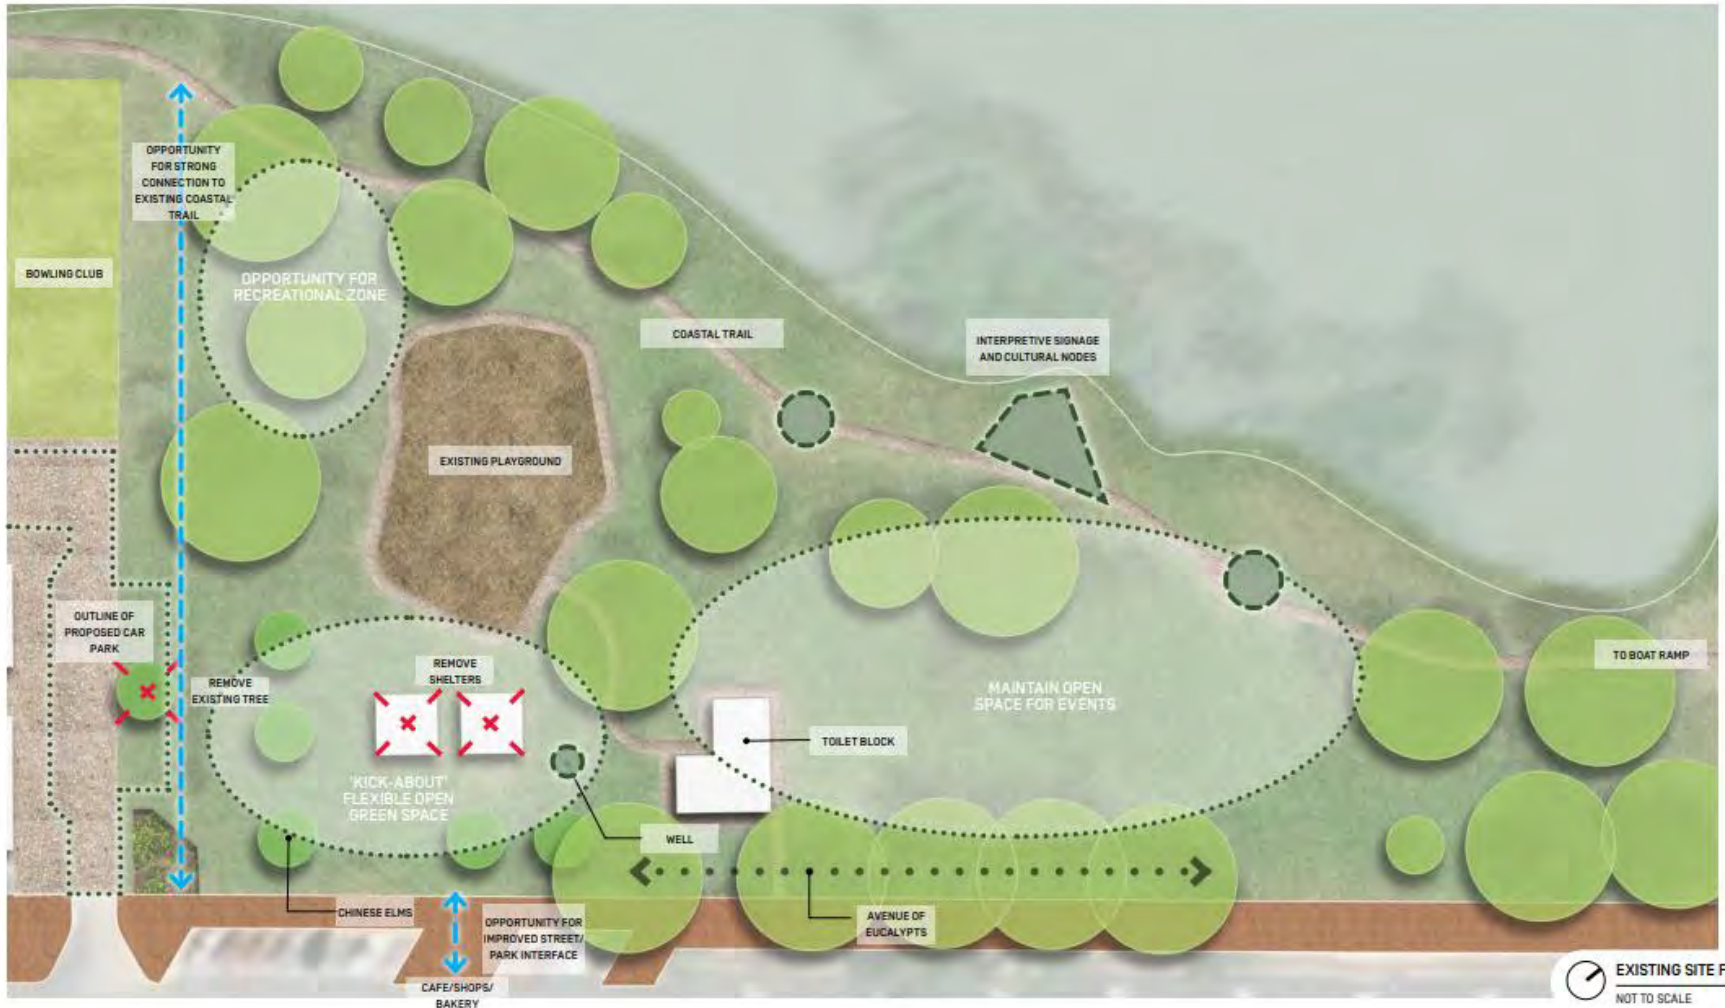 OPPORTUNITY
FOR STRONG
CONNECTION TO
EXISTING COASTAL
TRAIL
BOWLING CLUB
OPPORTUNITY FOR
RECREATIONAL ZONE
COASTAL TRAIL
INTERPRETIVE SIGNAGE
AND CULTURAL NODES
EXISTING PLAYGROUND
OUTLINE OF
PROPOSED CAR
PARK
REMOVE
EXISTING TREE
REMOVE
SHELTERS
TO BOAT RAMP
MAINTAIN OPEN
SPACE FOR EVENTS
TOILET BLOCK
'KICK-ABOUT'
FLEXIBLE OPEN
GREEN SPACE
WELL
CHINESE ELMS
OPPORTUNITY FOR
IMPROVED STREET/
PARK INTERFACE
AVENUE OF
EUCALYPTS
CAFE/SHOPS/
BAKERY
EXISTING SITE
NOT TO SCALE